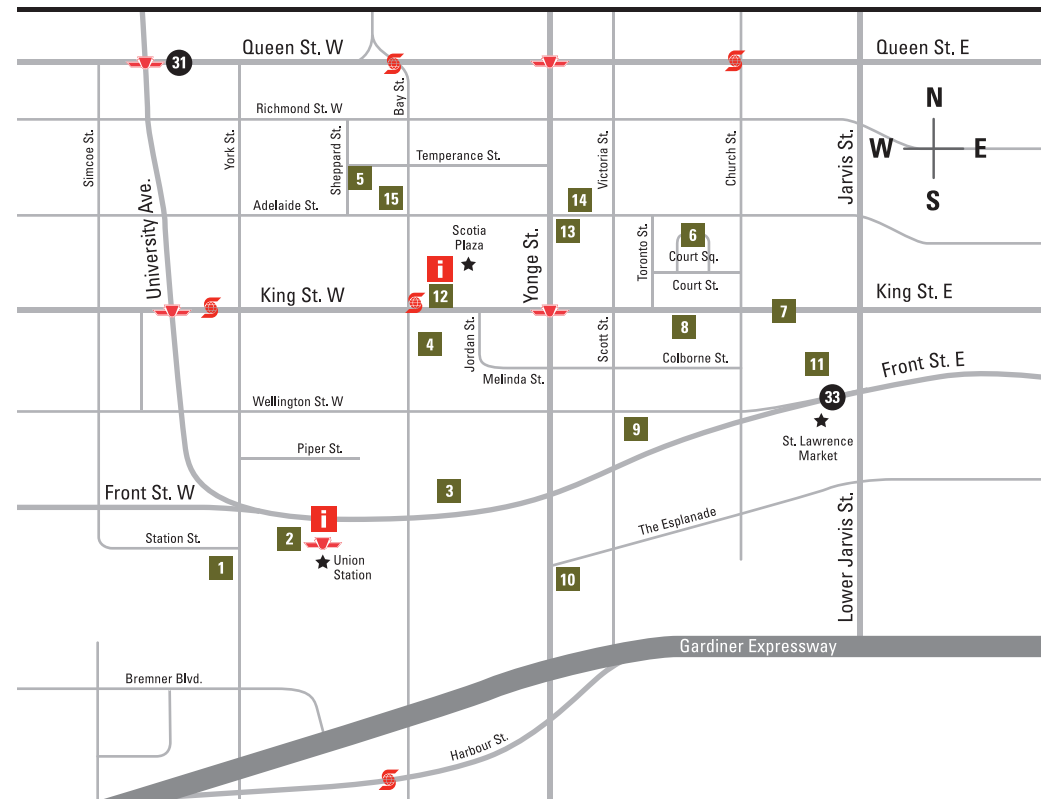 Queen St. W
Queen St. E
31
Bay St.
Richmond St. W
N
W
E
S
Simcoe St.
York St.
Sheppard St.
Temperance St.
Victoria St.
Church St.
Jarvis St.
University Ave.
5
15
14
Adelaide St.
13
Scotia
Plaza
Yonge St.
Toronto St.
6
Court Sq.
Court St.
i
12
King St. W
King St. E
7
8
4
Jordan St.
Scott St.
Colborne St.
11
Melinda St.
Front St. E
33
Wellington St. W
9
St. Lawrence
Market
Piper St.
3
Front St. W
i
The Esplanade
Station St.
2
1
Union
Station
10
Lower Jarvis St.
Gardiner Expressway
Bremner Blvd.
Harbour St.